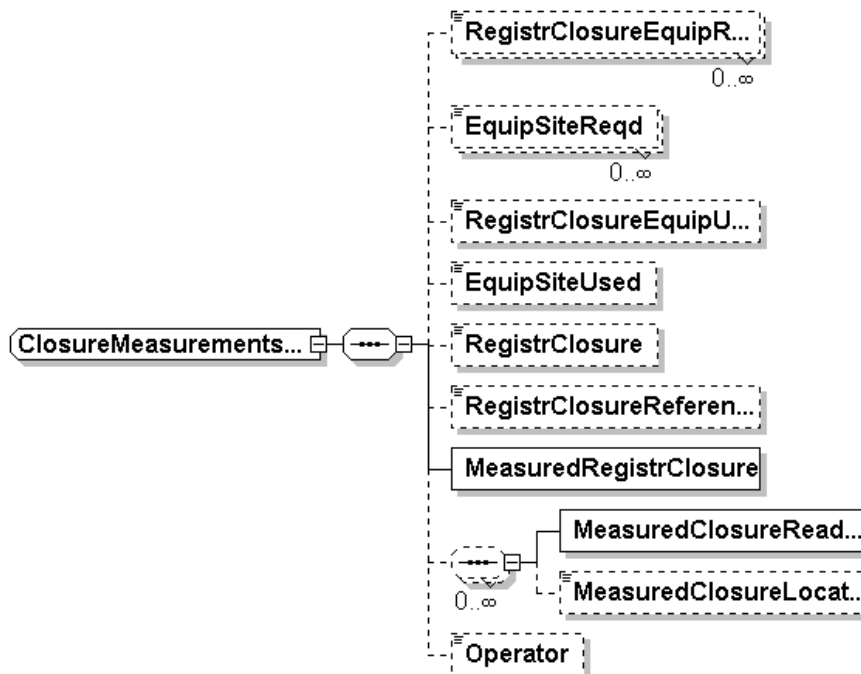 RegistrClosureEquipR...
0..∞
EquipSiteReqd
0..∞
RegistrClosureEquipU...
EquipSiteUsed
ClosureMeasurements...
RegistrClosure
RegistrClosureReferen...
MeasuredRegistrClosure
MeasuredClosureRead...
0..∞
MeasuredClosureLocat...
Operator